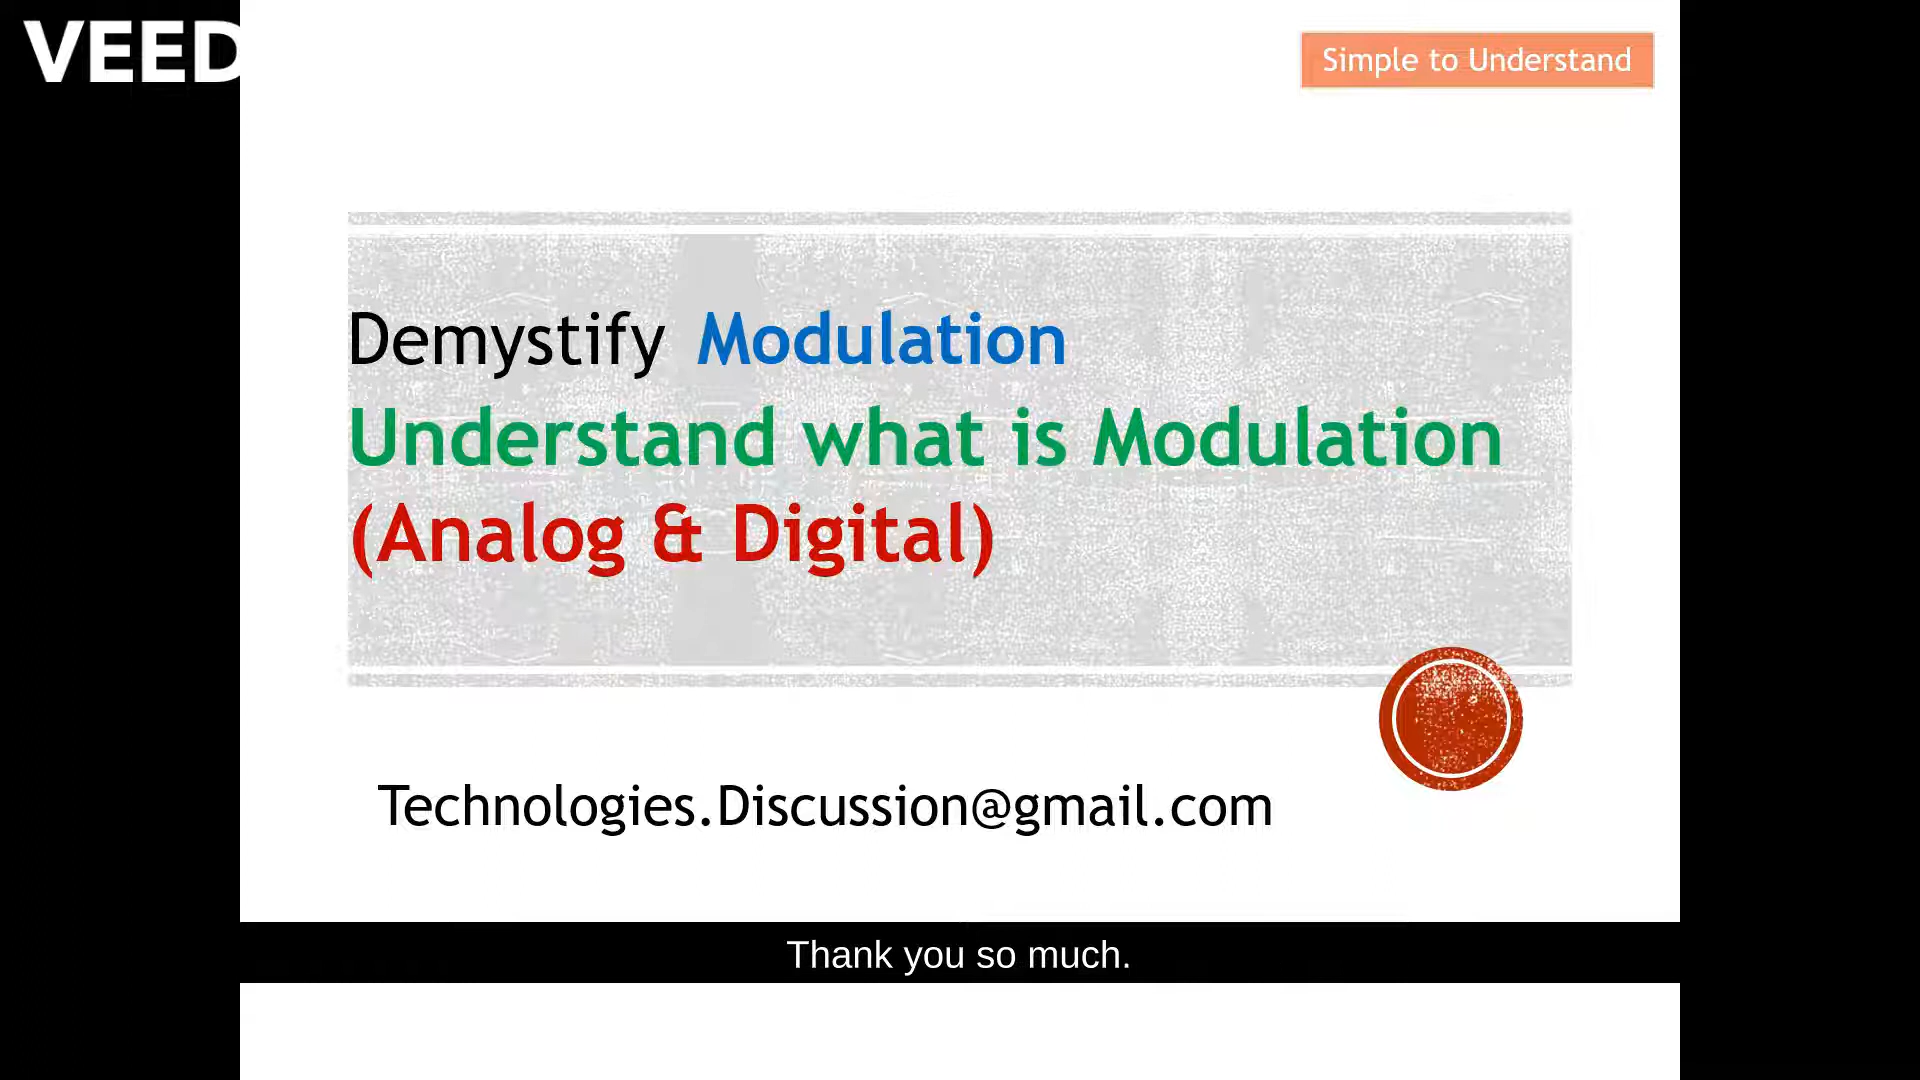 VEED
Simple to Understand
Demystify Modulation
Understand what is Modulation
(Analog & Digital)
Technologies.Discussion@gmail.com
Thank you so much.